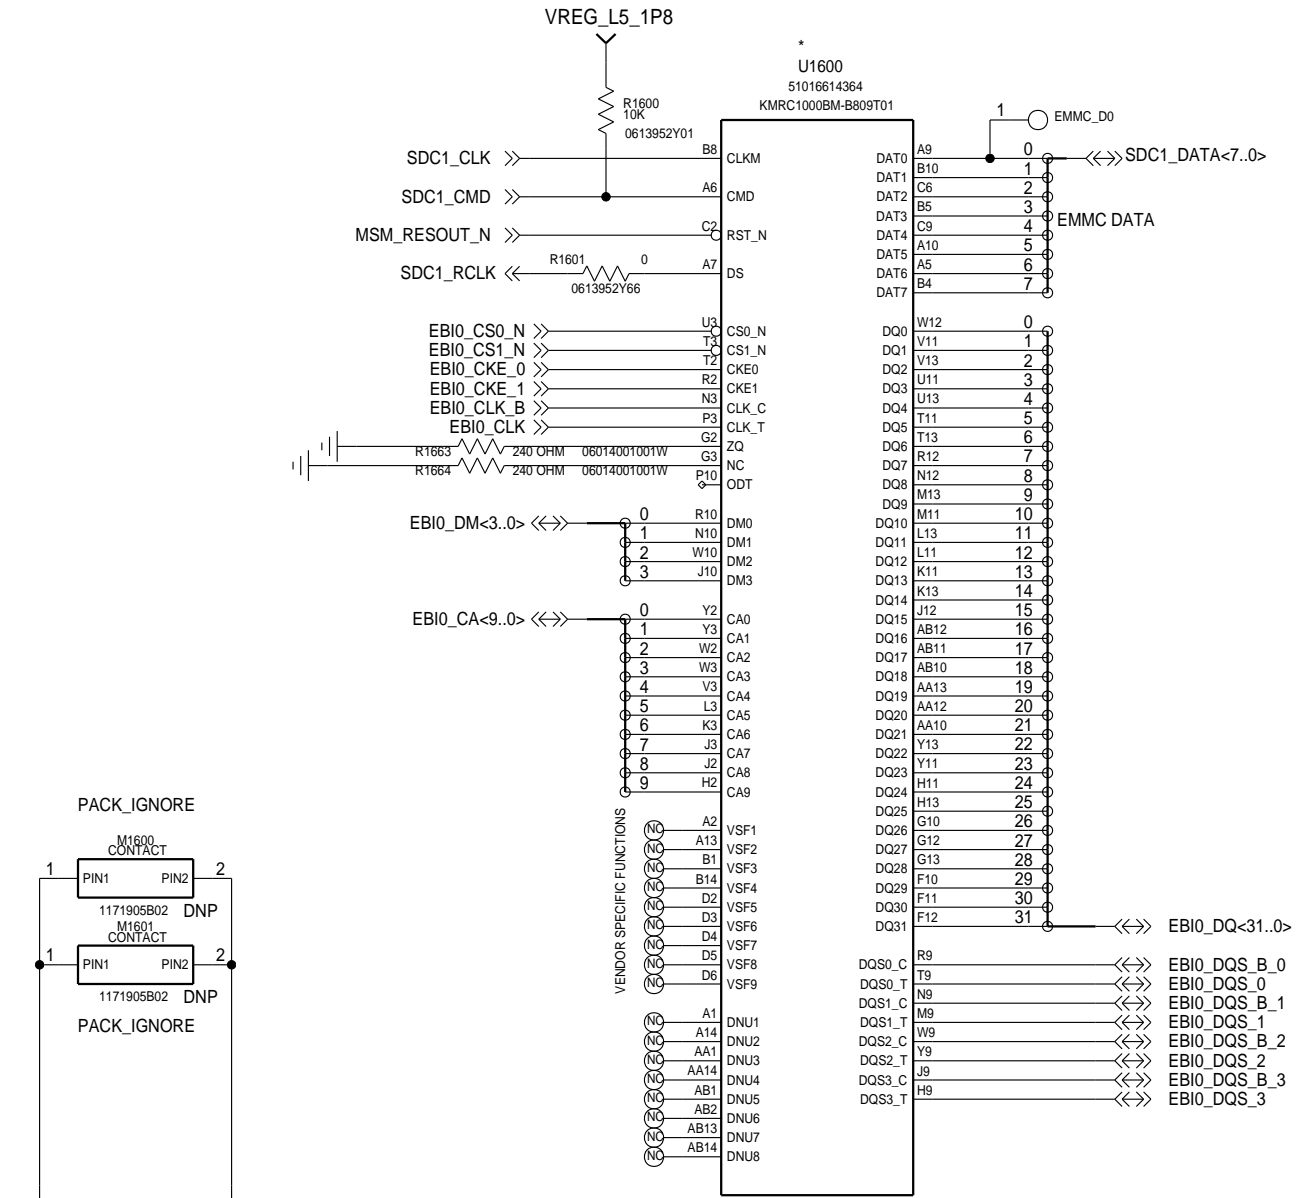 VREG_L5_1P8
*
U1600
51016614364
KMRC1000BM-B809T01
R1600
10K
0613952Y01
1 EMMC_D0
SDC1_CLK B8 CLKM
SDC1_CMD A6 CMD
MSM_RESOUT_N C2 RST_N
SDC1_RCLK R1601 0 A7 DS
0613952Y66
DAT0 A9 0 SDC1_DATA<7..0>
DAT1 B10 1
DAT2 C6 2
DAT3 B5 3 EMMC DATA
DAT4 C9 4
DAT5 A10 5
DAT6 A5 6
DAT7 B4 7
EBI0_CS0_N U3 CS0_N
EBI0_CS1_N T3 CS1_N
EBI0_CKE_0 T2 CKE0
EBI0_CKE_1 R2 CKE1
EBI0_CLK_B N3 CLK_C
EBI0_CLK P3 CLK_T
R1663 240 OHM 06014001001W G2 ZQ
R1664 240 OHM 06014001001W G3 NC
P10 ODT
EBI0_DM<3..0> 0 R10 DM0
1 N10 DM1
2 W10 DM2
3 J10 DM3
EBI0_CA<9..0> 0 Y2 CA0
1 Y3 CA1
2 W2 CA2
3 W3 CA3
4 V3 CA4
5 L3 CA5
6 K3 CA6
7 J3 CA7
8 J2 CA8
9 H2 CA9
VENDOR SPECIFIC FUNCTIONS
NC A2 VSF1
NC A13 VSF2
NC B1 VSF3
NC B14 VSF4
NC D2 VSF5
NC D3 VSF6
NC D4 VSF7
NC D5 VSF8
NC D6 VSF9
NC A1 DNU1
NC A14 DNU2
NC AA1 DNU3
NC AA14 DNU4
NC AB1 DNU5
NC AB2 DNU6
NC AB13 DNU7
NC AB14 DNU8
DQ0 W12 0
DQ1 V11 1
DQ2 V13 2
DQ3 U11 3
DQ4 U13 4
DQ5 T11 5
DQ6 T13 6
DQ7 R12 7
DQ8 N12 8
DQ9 M13 9
DQ10 M11 10
DQ11 L13 11
DQ12 L11 12
DQ13 K11 13
DQ14 K13 14
DQ15 J12 15
DQ16 AB12 16
DQ17 AB11 17
DQ18 AB10 18
DQ19 AA13 19
DQ20 AA12 20
DQ21 AA10 21
DQ22 Y13 22
DQ23 Y11 23
DQ24 H11 24
DQ25 H13 25
DQ26 G10 26
DQ27 G12 27
DQ28 G13 28
DQ29 F10 29
DQ30 F11 30
DQ31 F12 31 EBI0_DQ<31..0>
DQS0_C R9 EBI0_DQS_B_0
DQS0_T T9 EBI0_DQS_0
DQS1_C N9 EBI0_DQS_B_1
DQS1_T M9 EBI0_DQS_1
DQS2_C W9 EBI0_DQS_B_2
DQS2_T Y9 EBI0_DQS_2
DQS3_C J9 EBI0_DQS_B_3
DQS3_T H9 EBI0_DQS_3
PACK_IGNORE
M1600
CONTACT
1 PIN1 PIN2 2
1171905B02 DNP
M1601
CONTACT
1 PIN1 PIN2 2
1171905B02 DNP
PACK_IGNORE